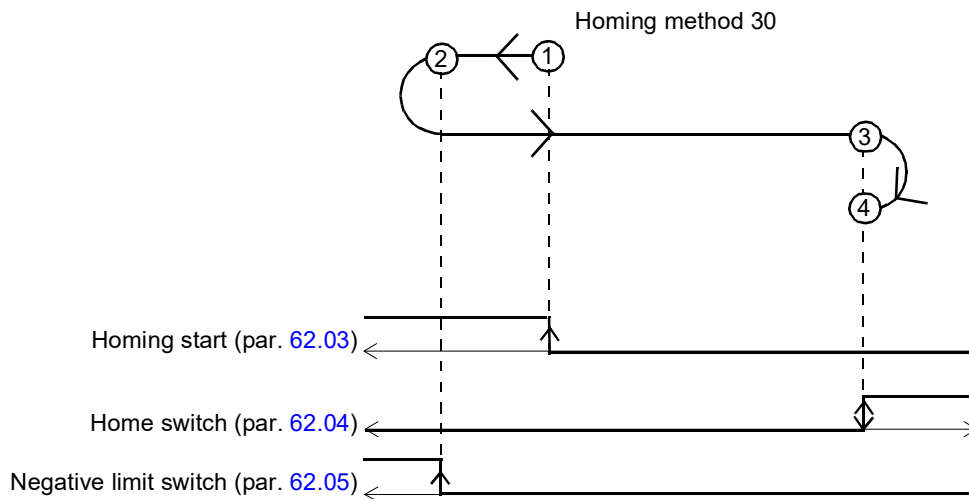 Homing method 30
2
1
3
4
Homing start (par. 62.03)
Home switch (par. 62.04)
Negative limit switch (par. 62.05)